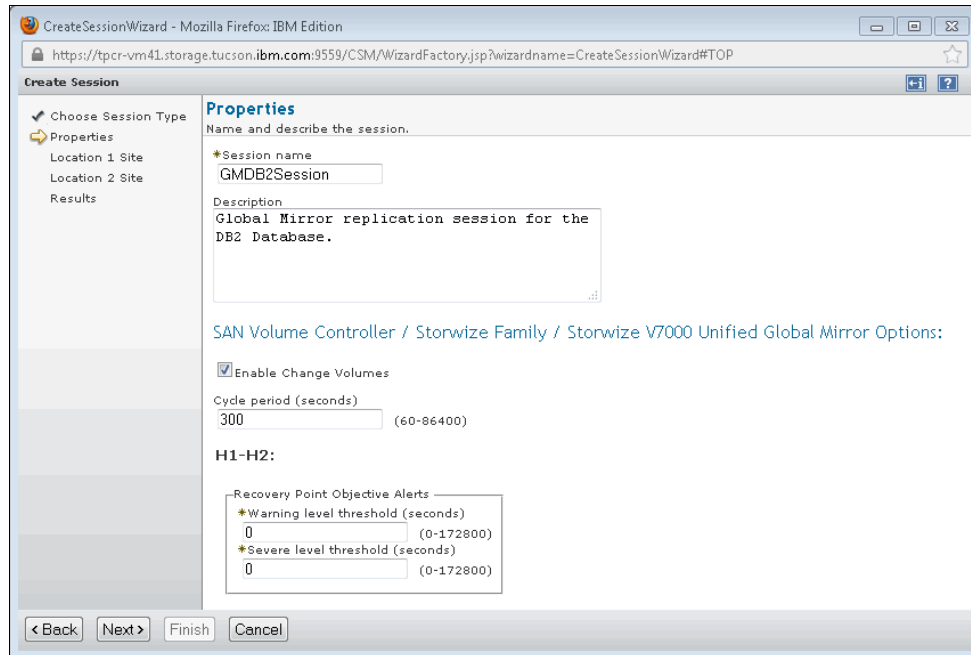 CreateSessionWizard - Mozilla Firefox: IBM Edition
https://tpcr-vm41.storage.tucson.ibm.com:9559/CSM/WizardFactory.jsp?wizardname=CreateSessionWizard#TOP
Create Session
Choose Session Type
Properties
Location 1 Site
Location 2 Site
Results
Properties
Name and describe the session.
*Session name
GMDB2Session
Description
Global Mirror replication session for the
DB2 Database.
SAN Volume Controller / Storwize Family / Storwize V7000 Unified Global Mirror Options:
Enable Change Volumes
Cycle period (seconds)
300 (60-86400)
H1-H2:
Recovery Point Objective Alerts
*Warning level threshold (seconds)
0 (0-172800)
*Severe level threshold (seconds)
0 (0-172800)
< Back Next > Finish Cancel